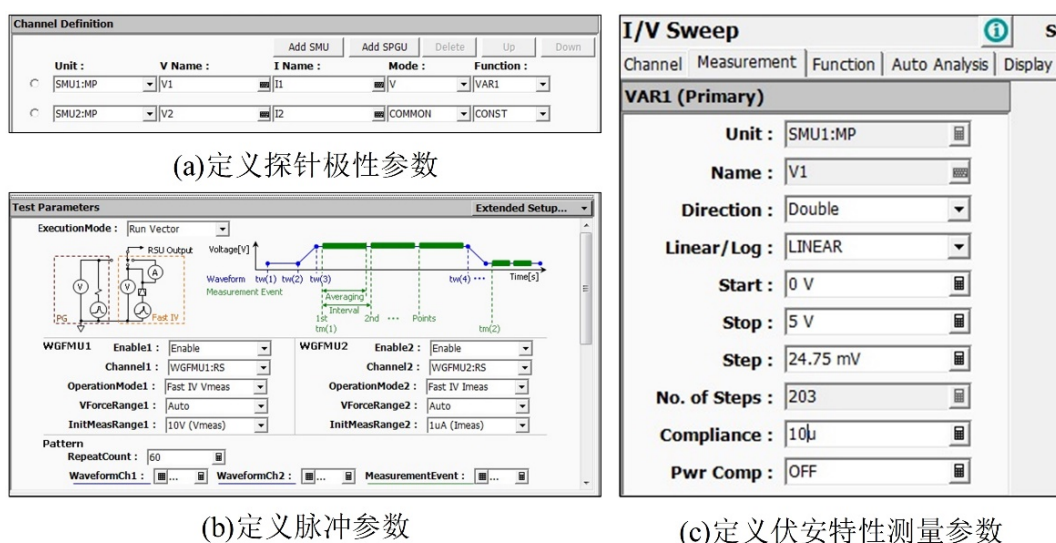 Channel Definition
Add SMU Add SPGU Delete Up Down
Unit : V Name : I Name : Mode : Function :
SMU1:MP V1 I1 V VAR1
SMU2:MP V2 I2 COMMON CONST
(a)定义探针极性参数
Test Parameters Extended Setup...
ExecutionMode : Run Vector
RSU Output Voltage[V]
Waveform tw(1) tw(2) tw(3) tw(4) ··· Time[s]
Measurement Event
Averaging
Interval
1st 2nd ··· Points
tm(1) tm(2)
V V A
PG Fast IV
WGFMU1 Enable1 : Enable WGFMU2 Enable2 : Enable
Channel1 : WGFMU1:RS Channel2 : WGFMU2:RS
OperationMode1 : Fast IV Vmeas OperationMode2 : Fast IV Imeas
VForceRange1 : Auto VForceRange2 : Auto
InitMeasRange1 : 10V (Vmeas) InitMeasRange2 : 1uA (Imeas)
Pattern
RepeatCount : 60
WaveformCh1 : ... WaveformCh2 : ... MeasurementEvent : ...
(b)定义脉冲参数
I/V Sweep i S
Channel Measurement Function Auto Analysis Display
VAR1 (Primary)
Unit : SMU1:MP
Name : V1
Direction : Double
Linear/Log : LINEAR
Start : 0 V
Stop : 5 V
Step : 24.75 mV
No. of Steps : 203
Compliance : 10u
Pwr Comp : OFF
(c)定义伏安特性测量参数